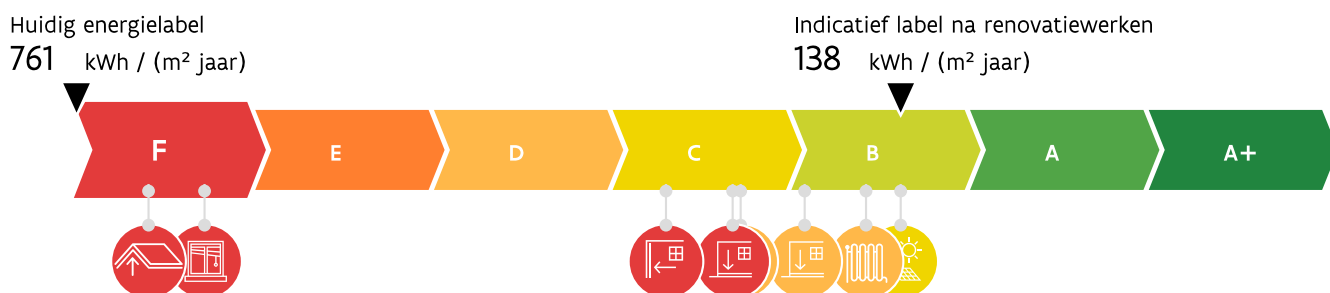 Huidig energielabel
761 kWh / (m² jaar)
Indicatief label na renovatiewerken
138 kWh / (m² jaar)
F E D C B A A+